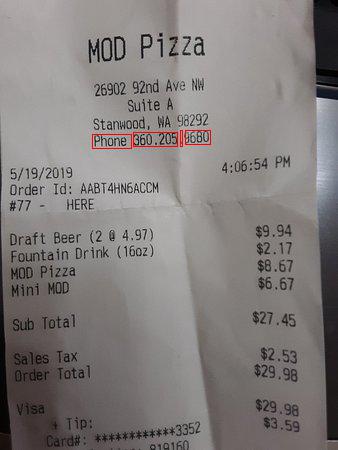 MOD Pizza
26902 92nd Ave NW
Suite A
Stanwood, WA 98292
Phone 360.205.9680
5/19/2019 4:06:54 PM
Order Id: AABT4HN6ACCM
#77 - HERE
Draft Beer (2 @ 4.97) $9.94
Fountain Drink (16oz) $2.17
MOD Pizza $8.67
Mini MOD $6.67
Sub Total $27.45
Sales Tax $2.53
Order Total $29.98
Visa $29.98
+ Tip: $3.59
Card#: ************3352
819160